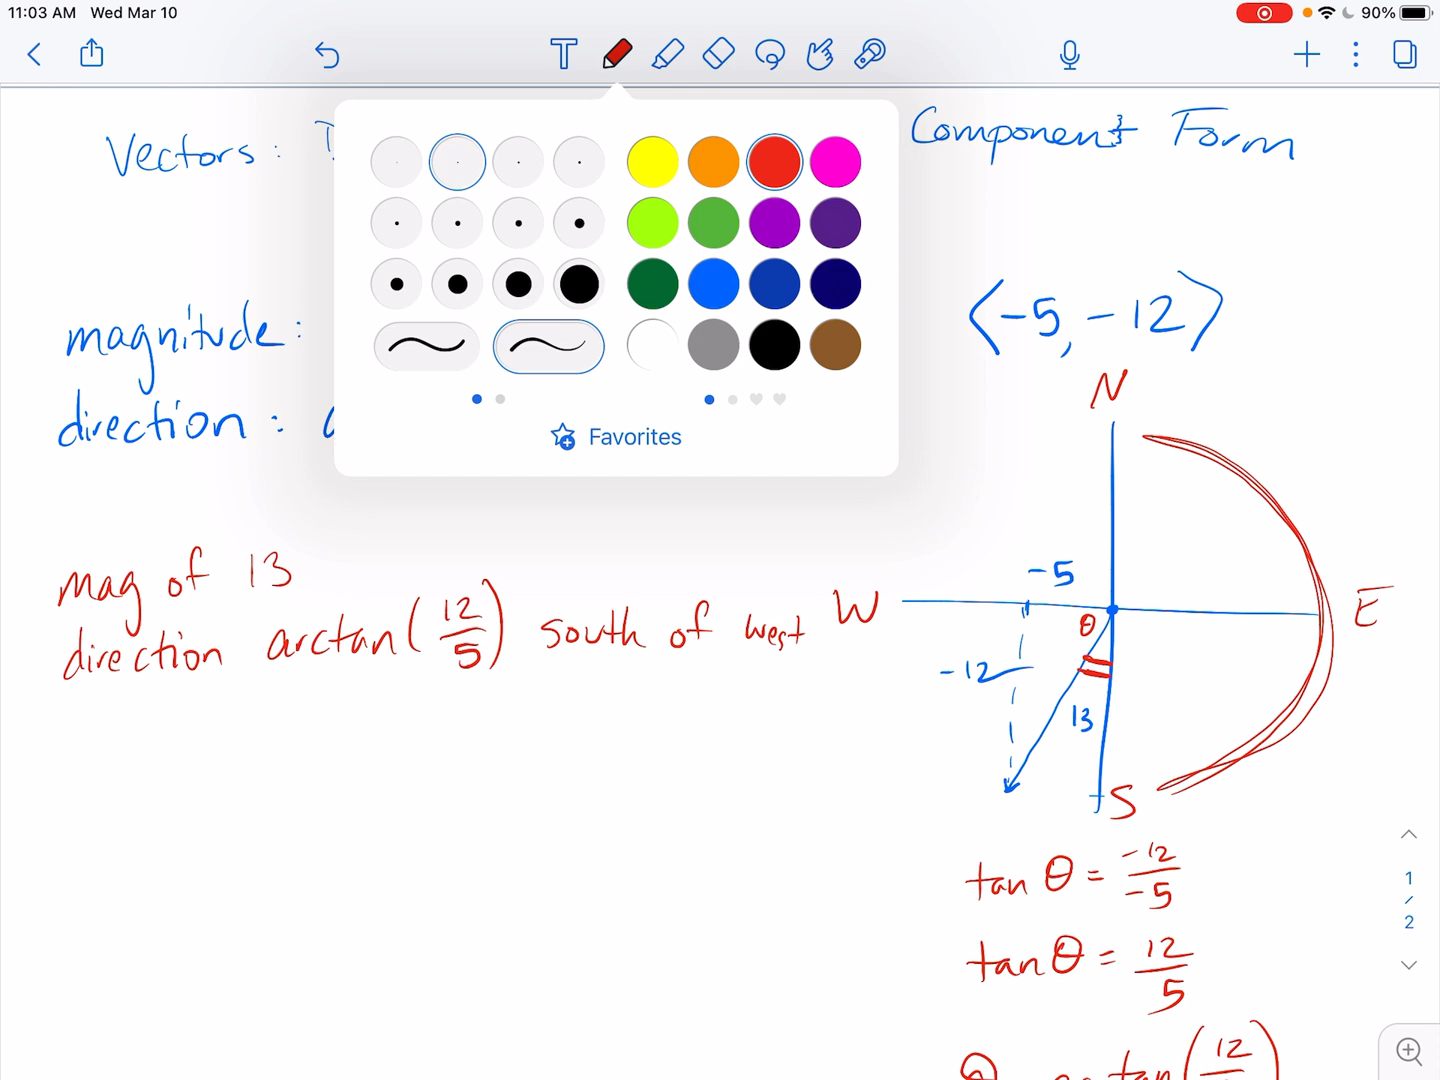 11:03 AM Wed Mar 10
90%
T
Vectors: Component Form
magnitude:
⟨-5, -12⟩
direction:
Favorites
N
-5
mag of 13
W
E
θ
direction arctan(12/5) south of west
-12
13
S
tan θ = -12/-5
tan θ = 12/5
1
/
2
12